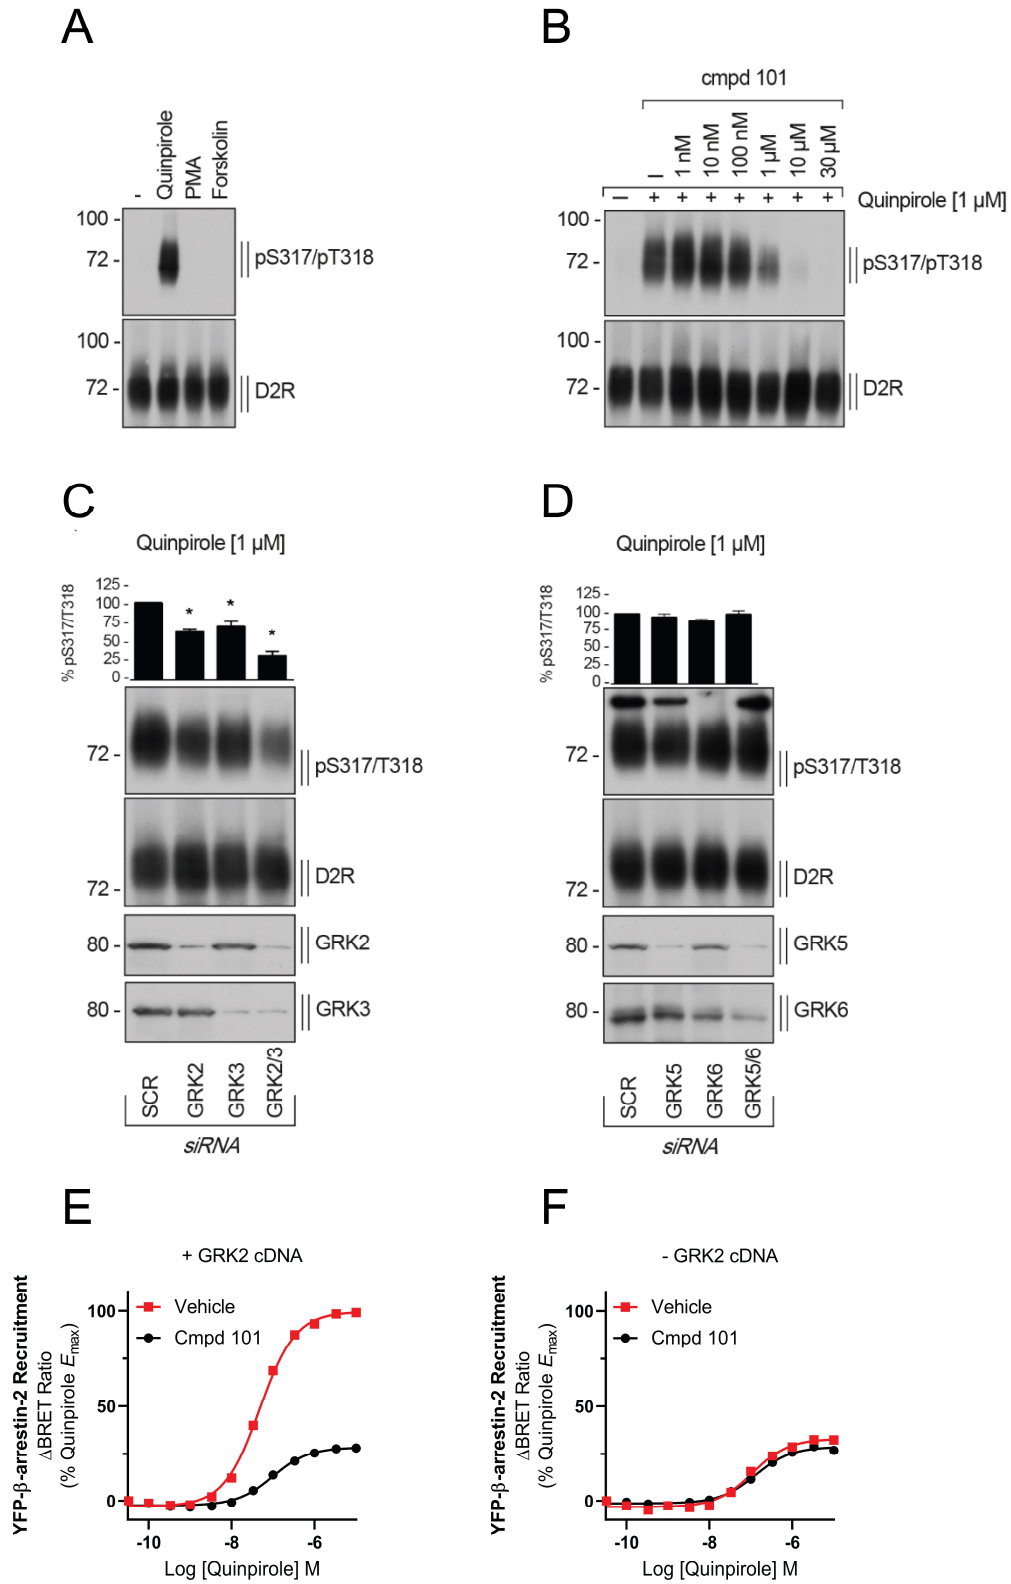 A
-
Quinpirole
PMA
Forskolin
100 -
72 -
pS317/pT318
100 -
72 -
D2R
B
cmpd 101
-
1 nM
10 nM
100 nM
1 µM
10 µM
30 µM
- + + + + + + + Quinpirole [1 µM]
100 -
72 -
pS317/pT318
100 -
72 -
D2R
C
Quinpirole [1 µM]
% pS317/T318
125 -
100 -
75 -
50 -
25 -
0 -
* * *
72 -
pS317/T318
72 -
D2R
80 -
GRK2
80 -
GRK3
SCR
GRK2
GRK3
GRK2/3
siRNA
D
Quinpirole [1 µM]
% pS317/T318
125 -
100 -
75 -
50 -
25 -
0 -
72 -
pS317/T318
72 -
D2R
80 -
GRK5
80 -
GRK6
SCR
GRK5
GRK6
GRK5/6
siRNA
E
+ GRK2 cDNA
YFP-β-arrestin-2 Recruitment
ΔBRET Ratio
(% Quinpirole Emax)
100
50
0
Vehicle
Cmpd 101
-10 -8 -6
Log [Quinpirole] M
F
- GRK2 cDNA
YFP-β-arrestin-2 Recruitment
ΔBRET Ratio
(% Quinpirole Emax)
100
50
0
Vehicle
Cmpd 101
-10 -8 -6
Log [Quinpirole] M